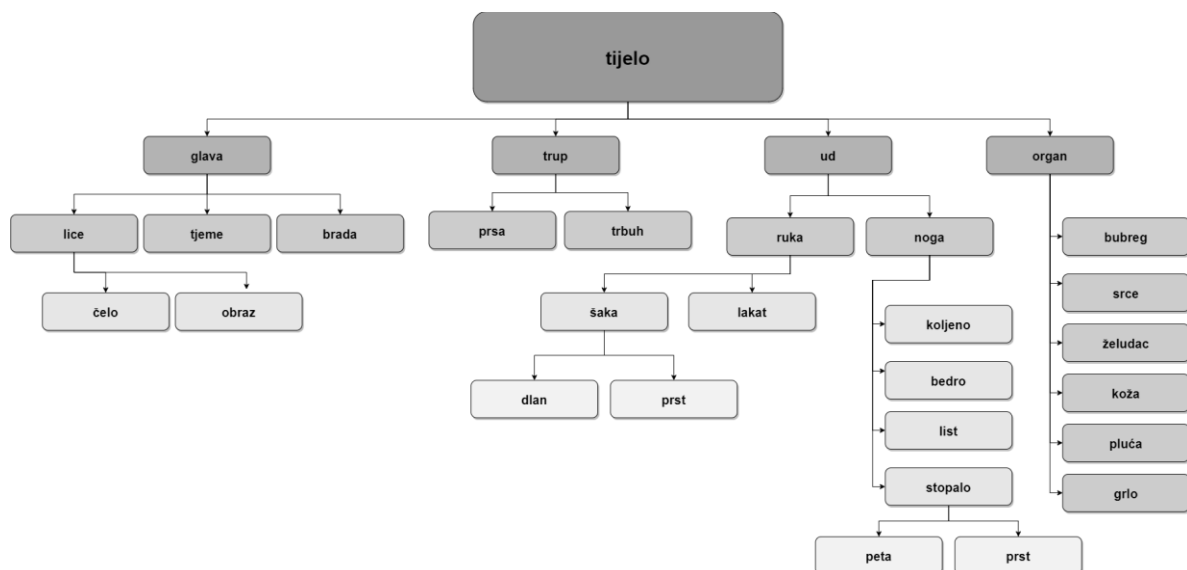 tijelo
glava
trup
ud
organ
lice
tjeme
brada
prsa
trbuh
ruka
noga
bubreg
čelo
obraz
šaka
lakat
koljeno
srce
želudac
dlan
prst
bedro
koža
list
pluća
stopalo
grlo
peta
prst